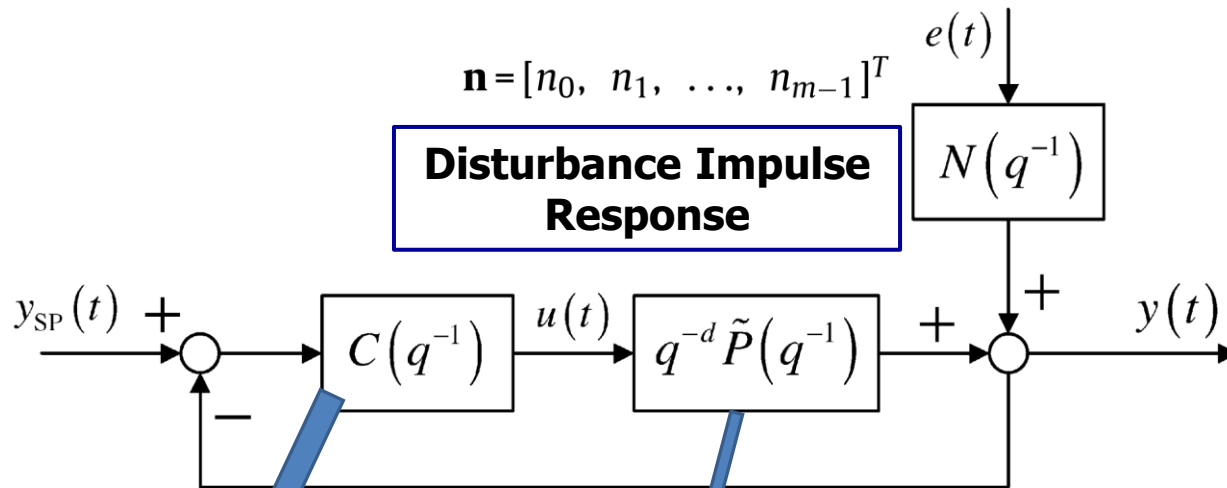 e(t)
𝐧 = [n₀, n₁, …, nₘ₋₁]ᵀ
Disturbance Impulse
Response
N(q⁻¹)
y_SP(t) +
C(q⁻¹)
u(t)
q⁻ᵈ P̃(q⁻¹)
+
+
y(t)
−